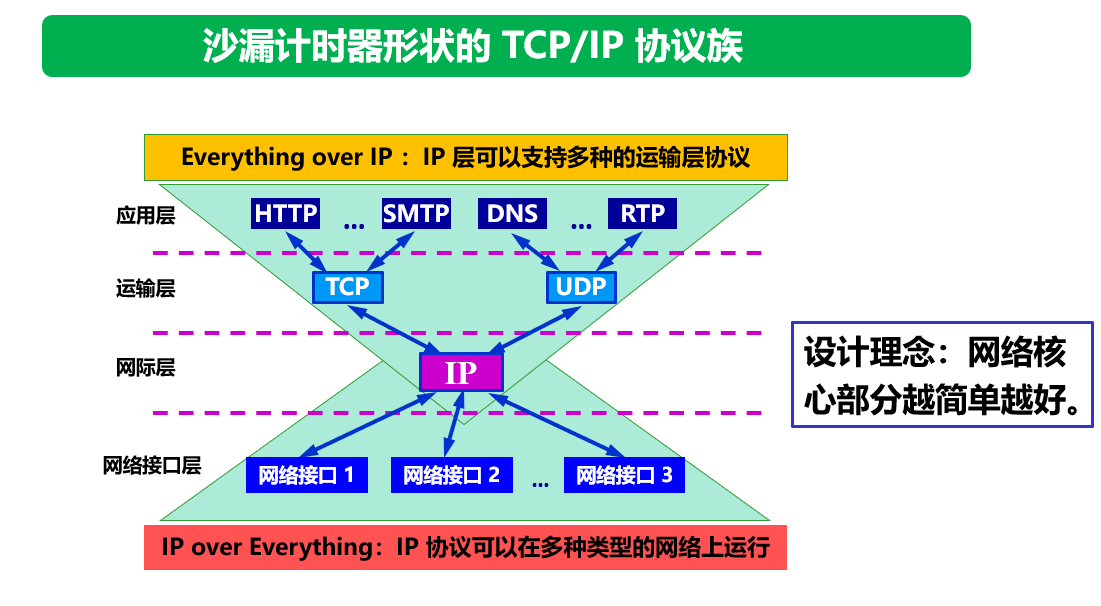 沙漏计时器形状的 TCP/IP 协议族
Everything over IP ：IP 层可以支持多种的运输层协议
应用层
HTTP ... SMTP DNS ... RTP
运输层
TCP UDP
网际层
IP
设计理念：网络核
心部分越简单越好。
网络接口层
网络接口 1 网络接口 2 ... 网络接口 3
IP over Everything：IP 协议可以在多种类型的网络上运行